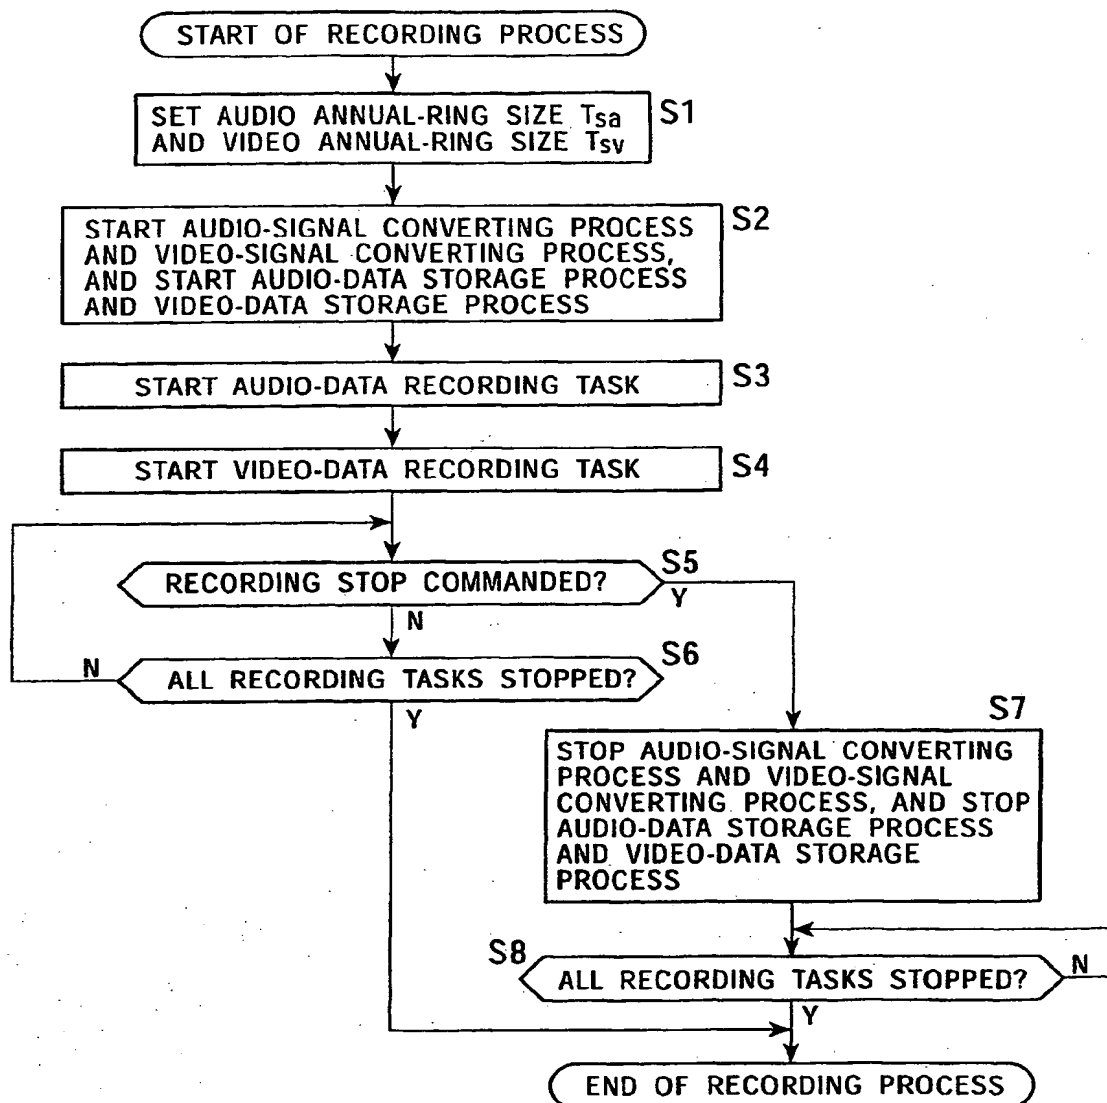 START OF RECORDING PROCESS
S1
SET AUDIO ANNUAL-RING SIZE Tsa
AND VIDEO ANNUAL-RING SIZE Tsv
S2
START AUDIO-SIGNAL CONVERTING PROCESS
AND VIDEO-SIGNAL CONVERTING PROCESS,
AND START AUDIO-DATA STORAGE PROCESS
AND VIDEO-DATA STORAGE PROCESS
START AUDIO-DATA RECORDING TASK
S3
START VIDEO-DATA RECORDING TASK
S4
S5
RECORDING STOP COMMANDED?
Y
N
S6
N
ALL RECORDING TASKS STOPPED?
Y
S7
STOP AUDIO-SIGNAL CONVERTING
PROCESS AND VIDEO-SIGNAL
CONVERTING PROCESS, AND STOP
AUDIO-DATA STORAGE PROCESS
AND VIDEO-DATA STORAGE
PROCESS
S8
ALL RECORDING TASKS STOPPED?
N
Y
END OF RECORDING PROCESS